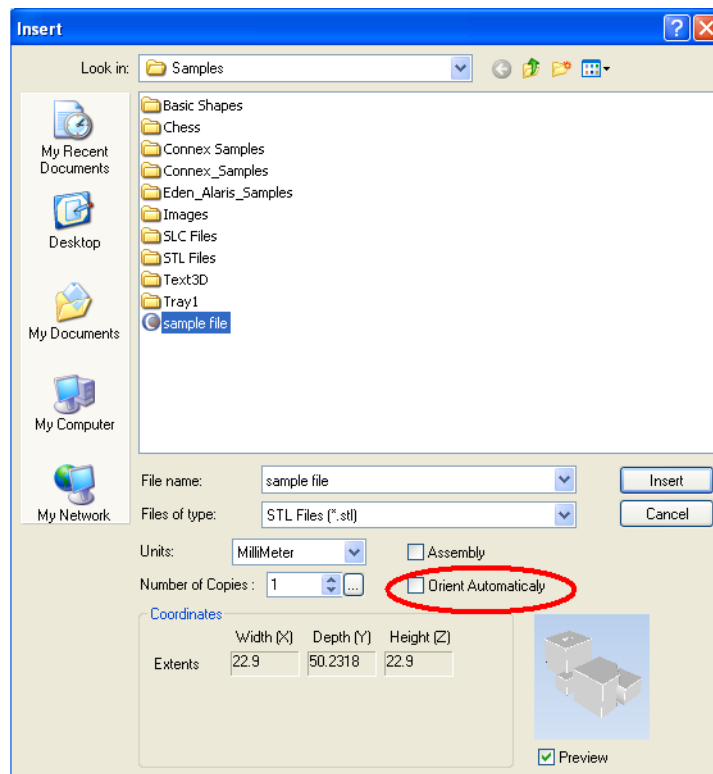 Insert
Look in: Samples
My Recent
Documents
Desktop
My Documents
My Computer
My Network
Basic Shapes
Chess
Connex Samples
Connex_Samples
Eden_Alaris_Samples
Images
SLC Files
STL Files
Text3D
Tray1
sample file
File name: sample file Insert
Files of type: STL Files (*.stl) Cancel
Units: MilliMeter Assembly
Number of Copies : 1 ... Orient Automaticaly
Coordinates
Width (X) Depth (Y) Height (Z)
Extents 22.9 50.2318 22.9
Preview